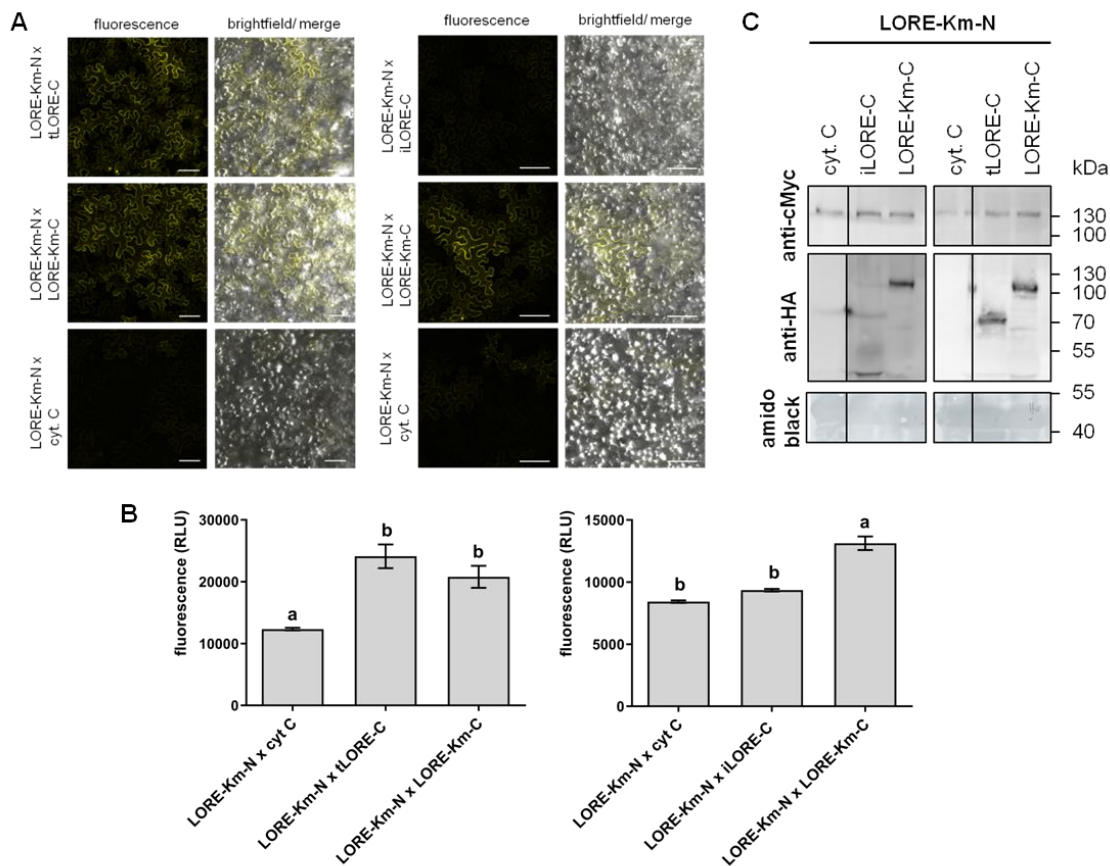 A
fluorescence
brightfield/ merge
fluorescence
brightfield/ merge
LORE-Km-N x
tLORE-C
LORE-Km-N x
iLORE-C
LORE-Km-N x
LORE-Km-C
LORE-Km-N x
LORE-Km-C
LORE-Km-N x
cyt. C
LORE-Km-N x
cyt. C
C
LORE-Km-N
cyt. C
iLORE-C
LORE-Km-C
cyt. C
tLORE-C
LORE-Km-C
kDa
anti-cMyc
130
100
anti-HA
130
100
70
55
amido
black
55
40
B
fluorescence (RLU)
30000
20000
10000
0
a
b
b
LORE-Km-N x cyt C
LORE-Km-N x tLORE-C
LORE-Km-N x LORE-Km-C
fluorescence (RLU)
15000
10000
5000
0
b
b
a
LORE-Km-N x cyt C
LORE-Km-N x iLORE-C
LORE-Km-N x LORE-Km-C